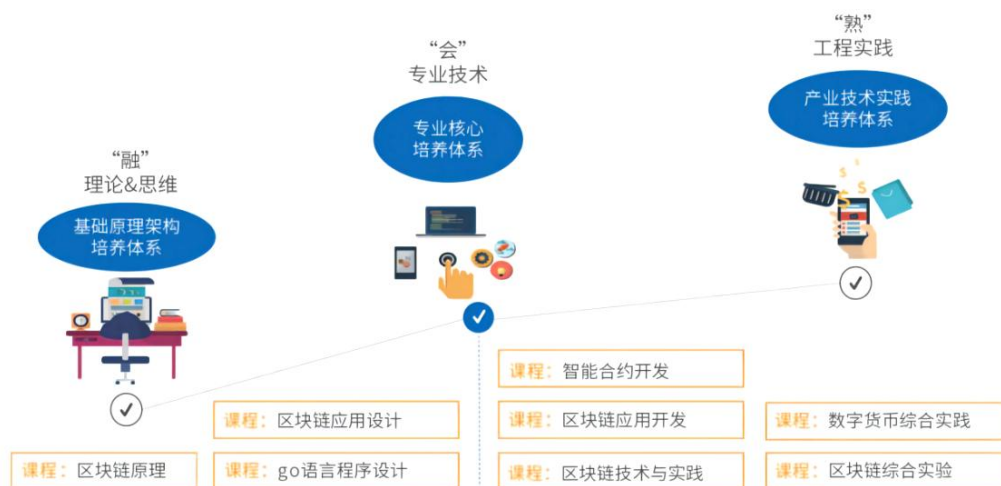 “熟”
工程实践
产业技术实践
培养体系
“会”
专业技术
专业核心
培养体系
“融”
理论&思维
基础原理架构
培养体系
课程：智能合约开发
课程：区块链应用设计
课程：区块链应用开发
课程：数字货币综合实践
课程：区块链原理
课程：go语言程序设计
课程：区块链技术与实践
课程：区块链综合实验